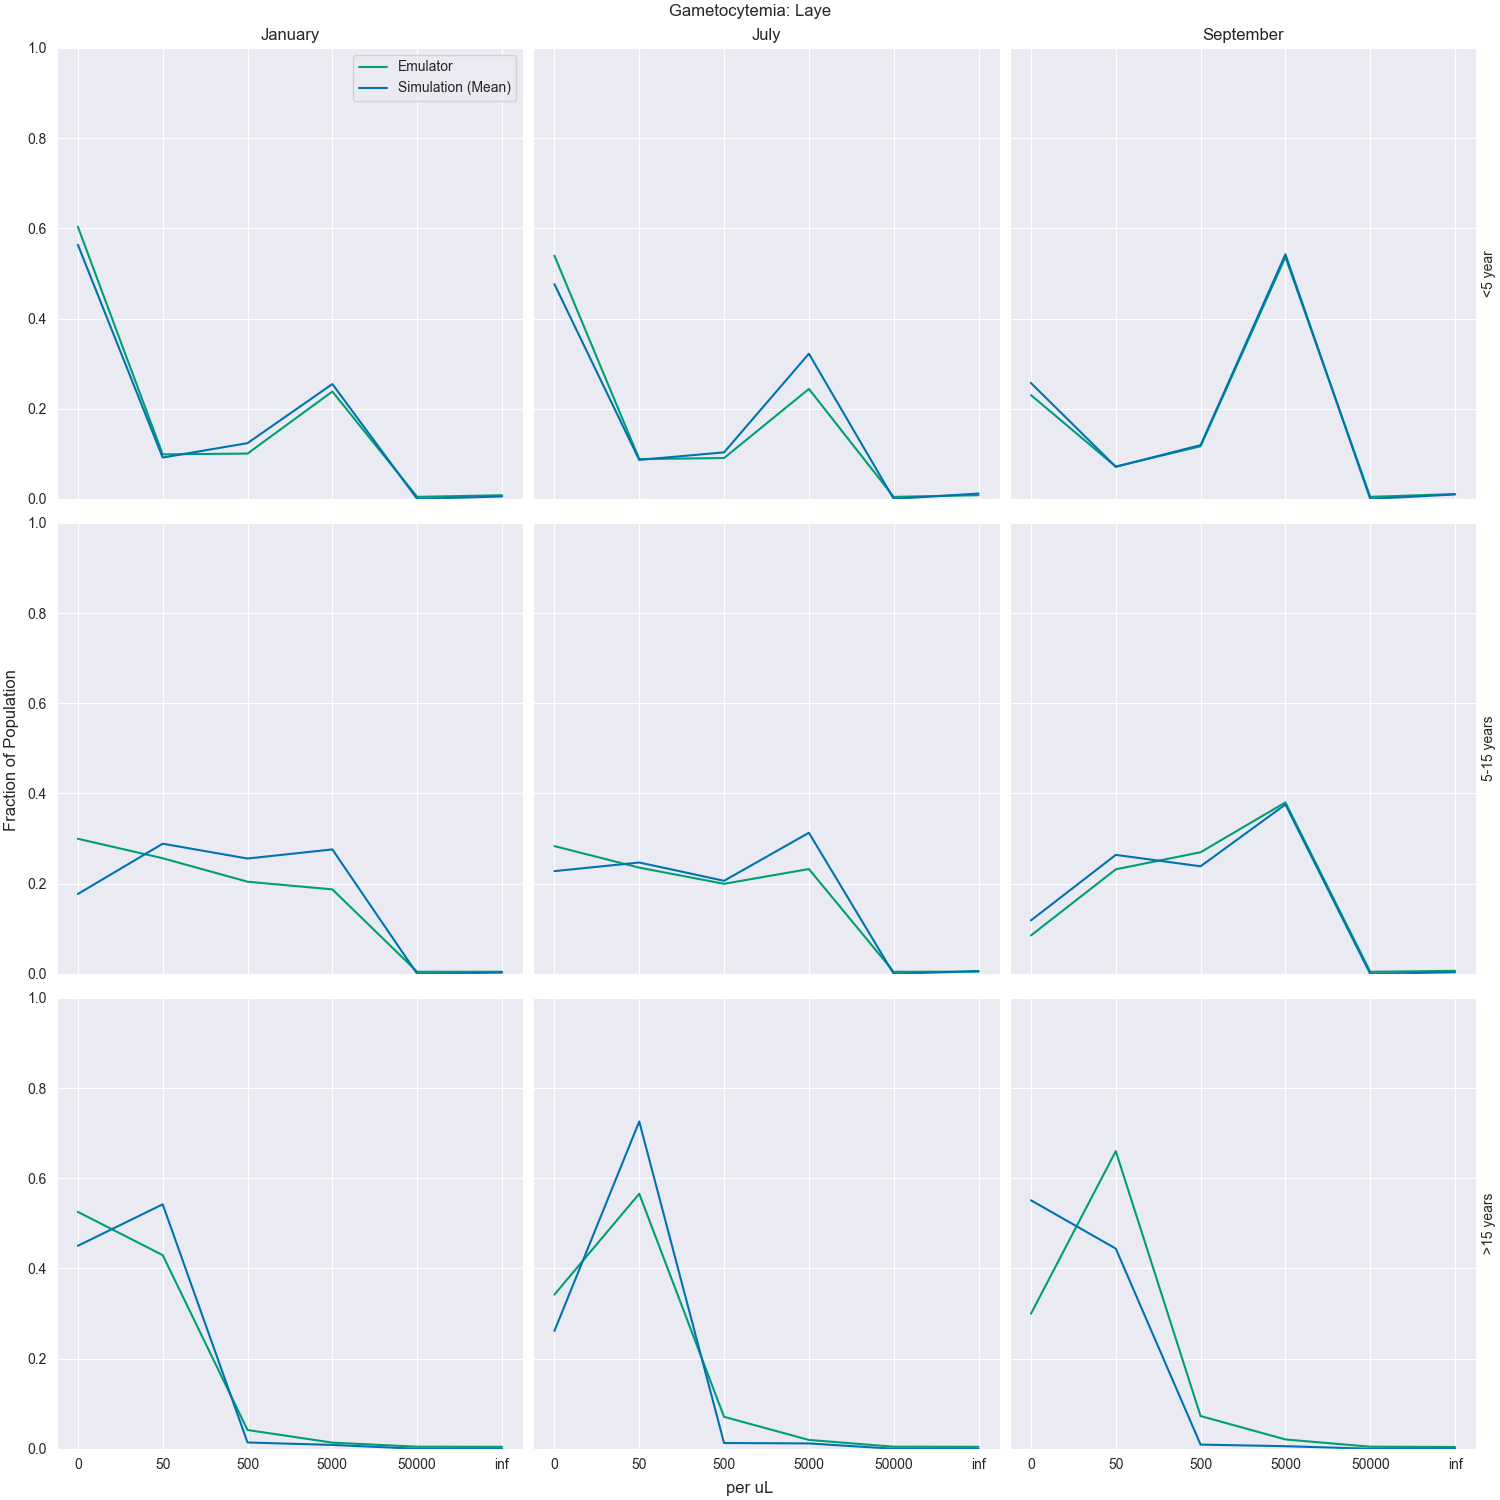 Gametocytemia: Laye
January
July
September
Emulator
Simulation (Mean)
1.0
0.8
0.6
0.4
0.2
0.0
<5 year
1.0
0.8
0.6
0.4
0.2
0.0
5-15 years
Fraction of Population
1.0
0.8
0.6
0.4
0.2
0.0
>15 years
0 50 500 5000 50000 inf
0 50 500 5000 50000 inf
0 50 500 5000 50000 inf
per uL